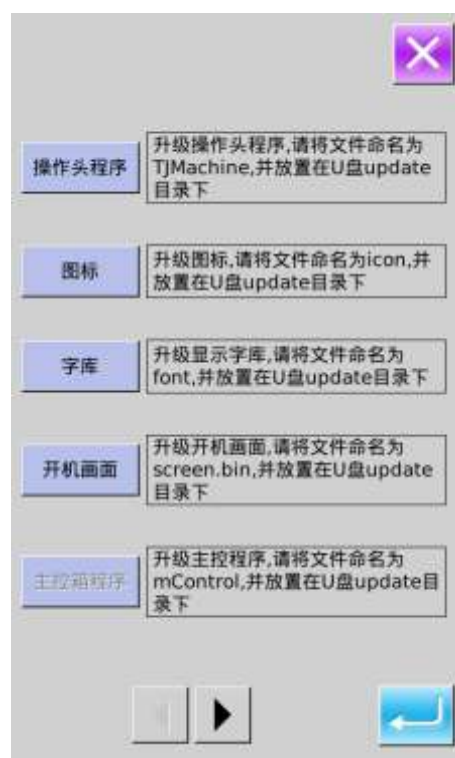 操作头程序
升级操作头程序,请将文件命名为
TJMachine,并放置在U盘update
目录下
图标
升级图标,请将文件命名为icon,并
放置在U盘update目录下
字库
升级显示字库,请将文件命名为
font,并放置在U盘update目录下
开机画面
升级开机画面,请将文件命名为
screen.bin,并放置在U盘update
目录下
主控箱程序
升级主控程序,请将文件命名为
mControl,并放置在U盘update目
录下